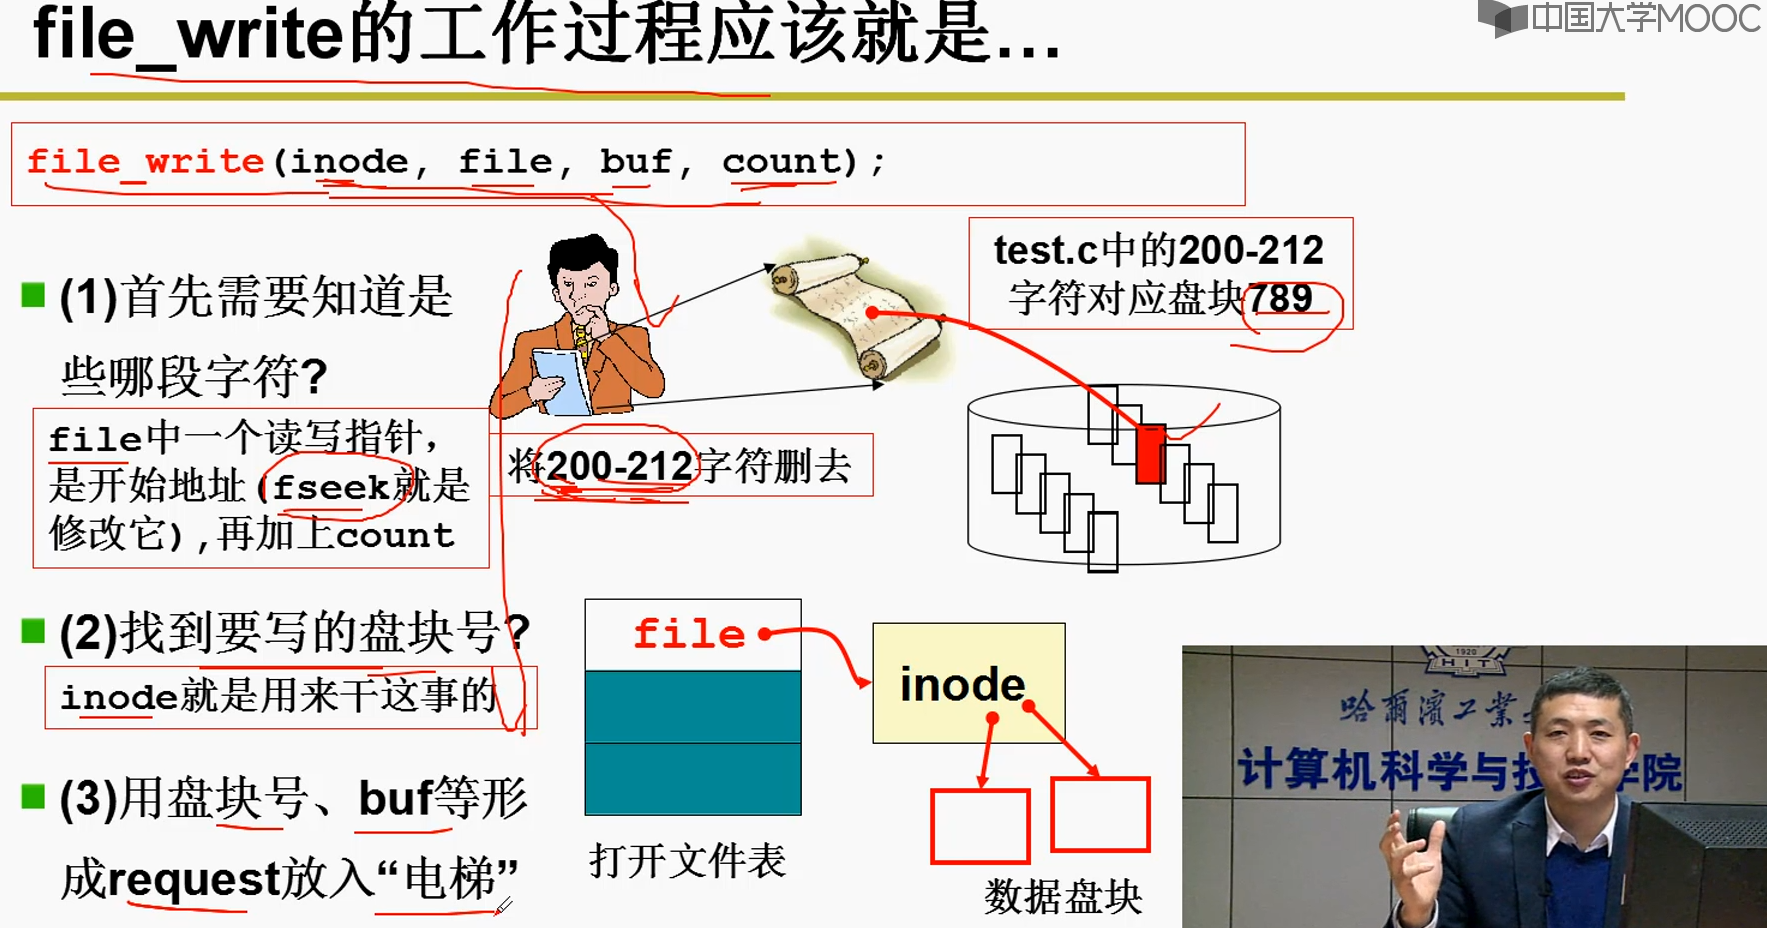 file_write的工作过程应该就是…
中国大学MOOC
file_write(inode, file, buf, count);
(1)首先需要知道是
些哪段字符?
file中一个读写指针，
是开始地址(fseek就是
修改它),再加上count
将200-212字符删去
test.c中的200-212
字符对应盘块789
(2)找到要写的盘块号?
inode就是用来干这事的
(3)用盘块号、buf等形
成request放入“电梯”
file
打开文件表
inode
数据盘块
1920
HIT
哈尔滨工业
计算机科学与技 学院